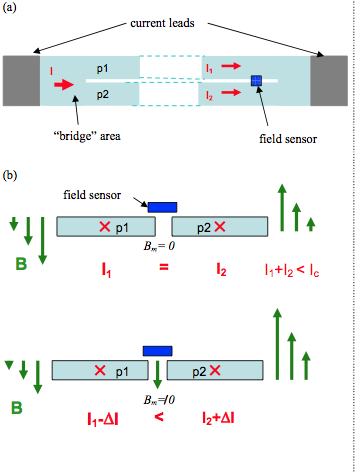 (a)
current leads
I p1 I₁
p2 I₂
"bridge" area
field sensor
(b)
field sensor
p1 p2
Bm= 0
B I₁ = I₂ I₁+I₂ < IC
p1 p2
Bm≠0
B I₁-ΔI < I₂+ΔI